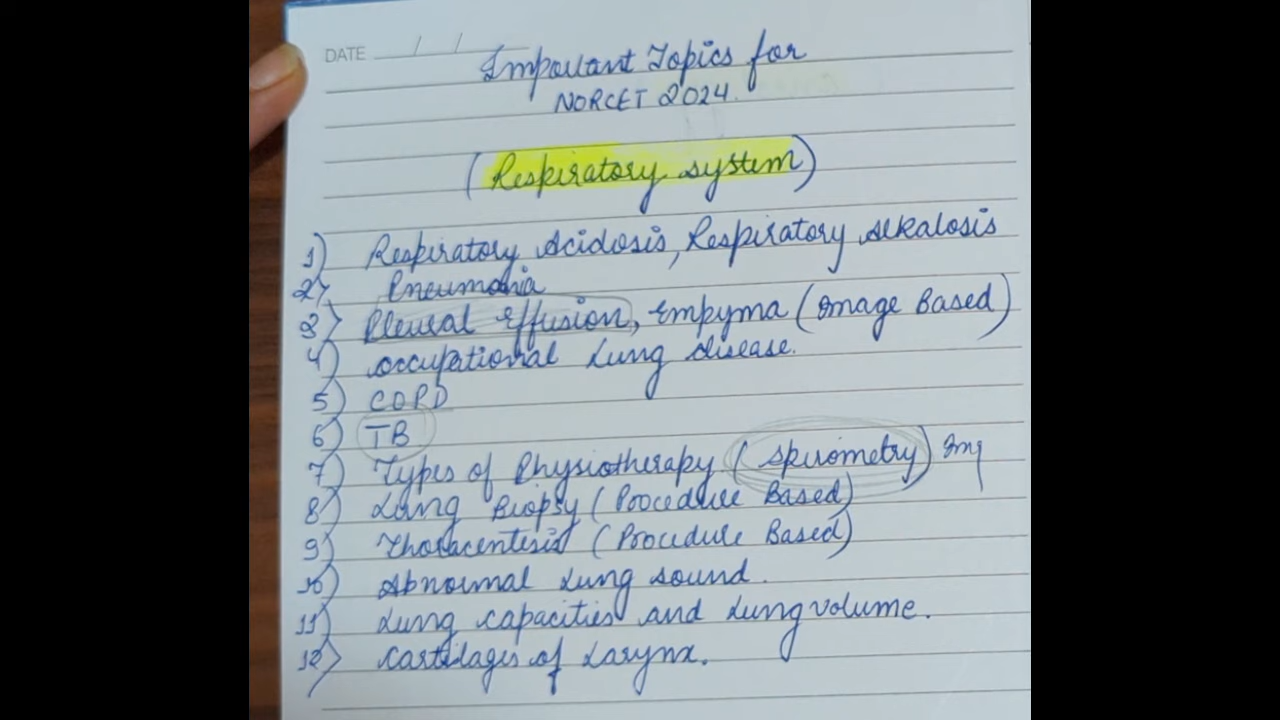 DATE / /
Important Topics for
NORCET 2024.
(Respiratory system)
1) Respiratory Acidosis, Respiratory Alkalosis
2) Pneumonia
3) Pleural Effusion, Empyma (Image Based)
4) Occupational Lung disease.
5) COPD
6) TB
7) Types of Physiotherapy (Spirometry) Imq
8) Lung Biopsy (Procedure Based)
9) Thoracentesis (Procedure Based)
10) Abnormal Lung sound.
11) Lung capacities and Lung volume.
12) Cartilages of Larynx.